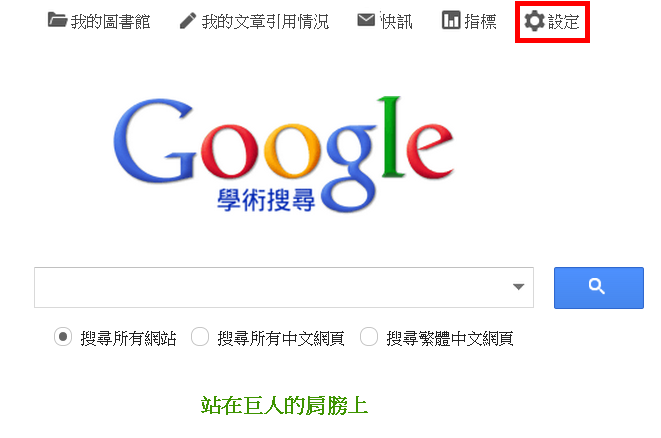 我的圖書館 我的文章引用情況 快訊 指標 設定
Google
學術搜尋
搜尋所有網站 搜尋所有中文網頁 搜尋繁體中文網頁
站在巨人的肩膀上